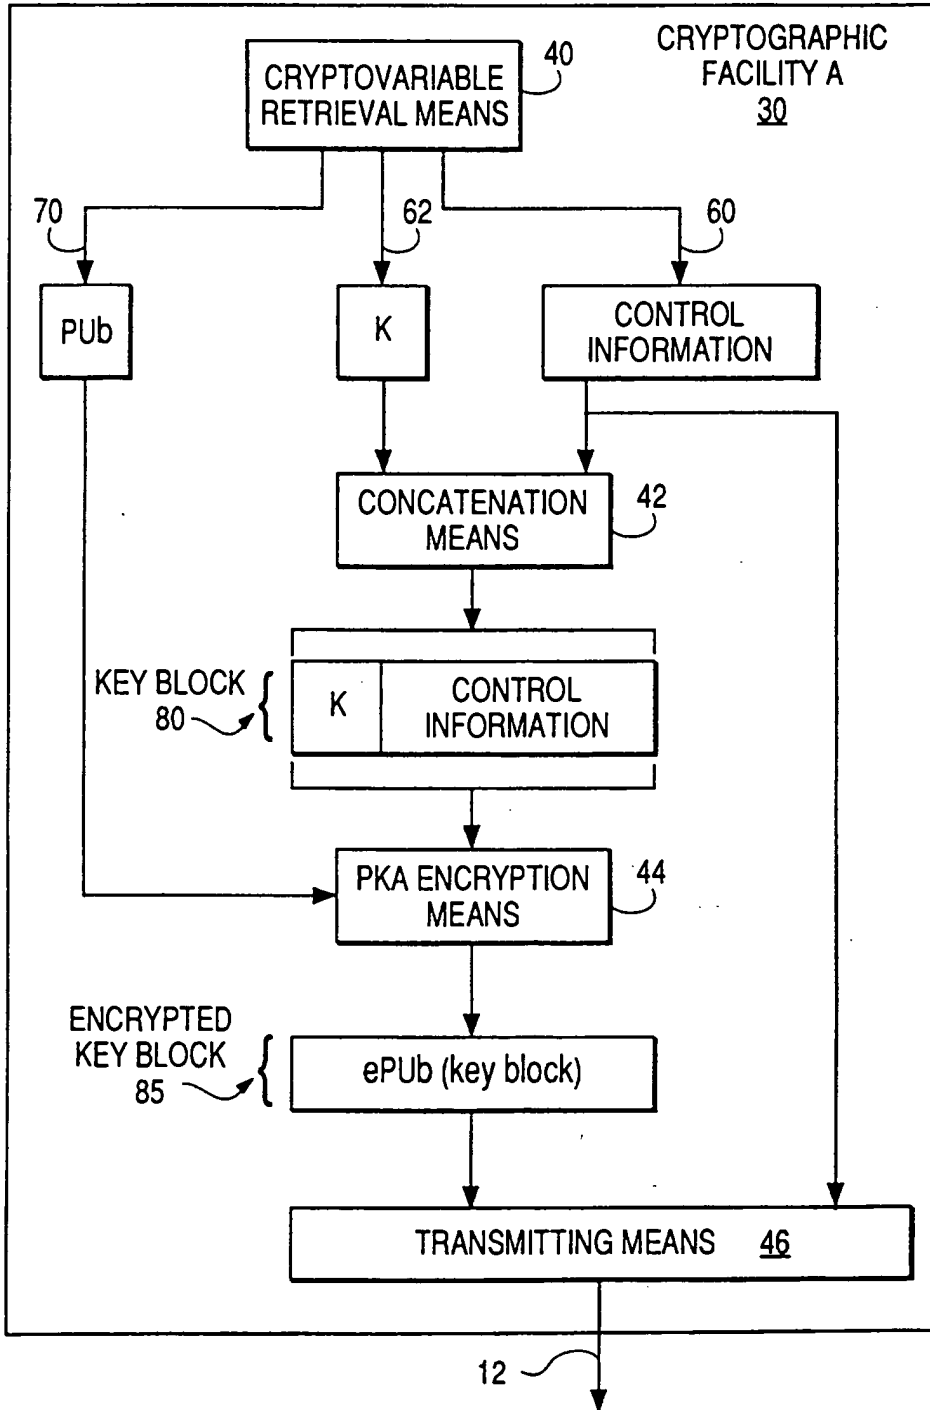 CRYPTOGRAPHIC
FACILITY A
30
CRYPTOVARIABLE
RETRIEVAL MEANS
40
70
62
60
PUb
K
CONTROL
INFORMATION
CONCATENATION
MEANS
42
KEY BLOCK
80
{
K
CONTROL
INFORMATION
PKA ENCRYPTION
MEANS
44
ENCRYPTED
KEY BLOCK
85
{
ePUb (key block)
TRANSMITTING MEANS 46
12